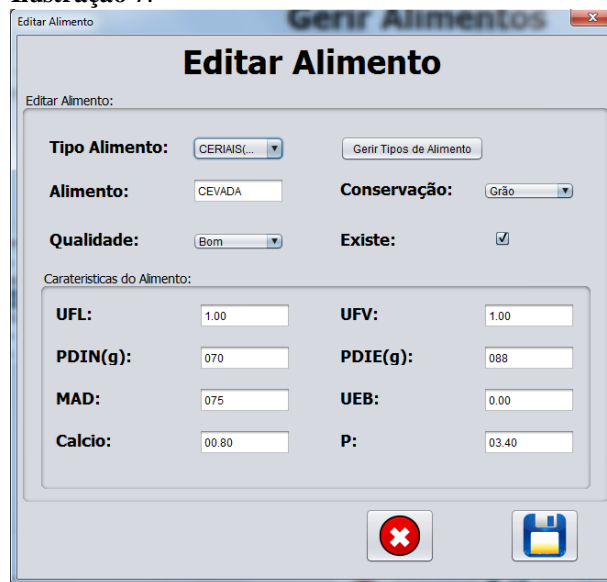 Ilustração 7:
Gerir Alimentos
Editar Alimento
Editar Alimento
Editar Alimento:
Tipo Alimento: CERIAIS(... Gerir Tipos de Alimento
Alimento: CEVADA Conservação: Grão
Qualidade: Bom Existe:
Carateristicas do Alimento:
UFL: 1.00 UFV: 1.00
PDIN(g): 070 PDIE(g): 088
MAD: 075 UEB: 0.00
Calcio: 00.80 P: 03.40